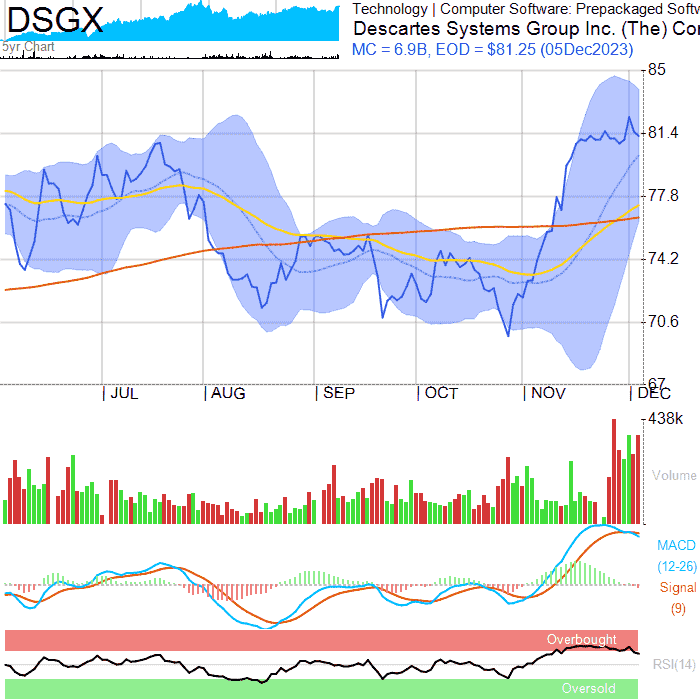 DSGX
5yr Chart
Technology | Computer Software: Prepackaged Softw
Descartes Systems Group Inc. (The) Cor
MC = 6.9B, EOD = $81.25 (05Dec2023)
85
81.4
77.8
74.2
70.6
67
| JUL | AUG | SEP | OCT | NOV | DEC
438k
Volume
MACD
(12-26)
Signal
(9)
Overbought
RSI(14)
Oversold